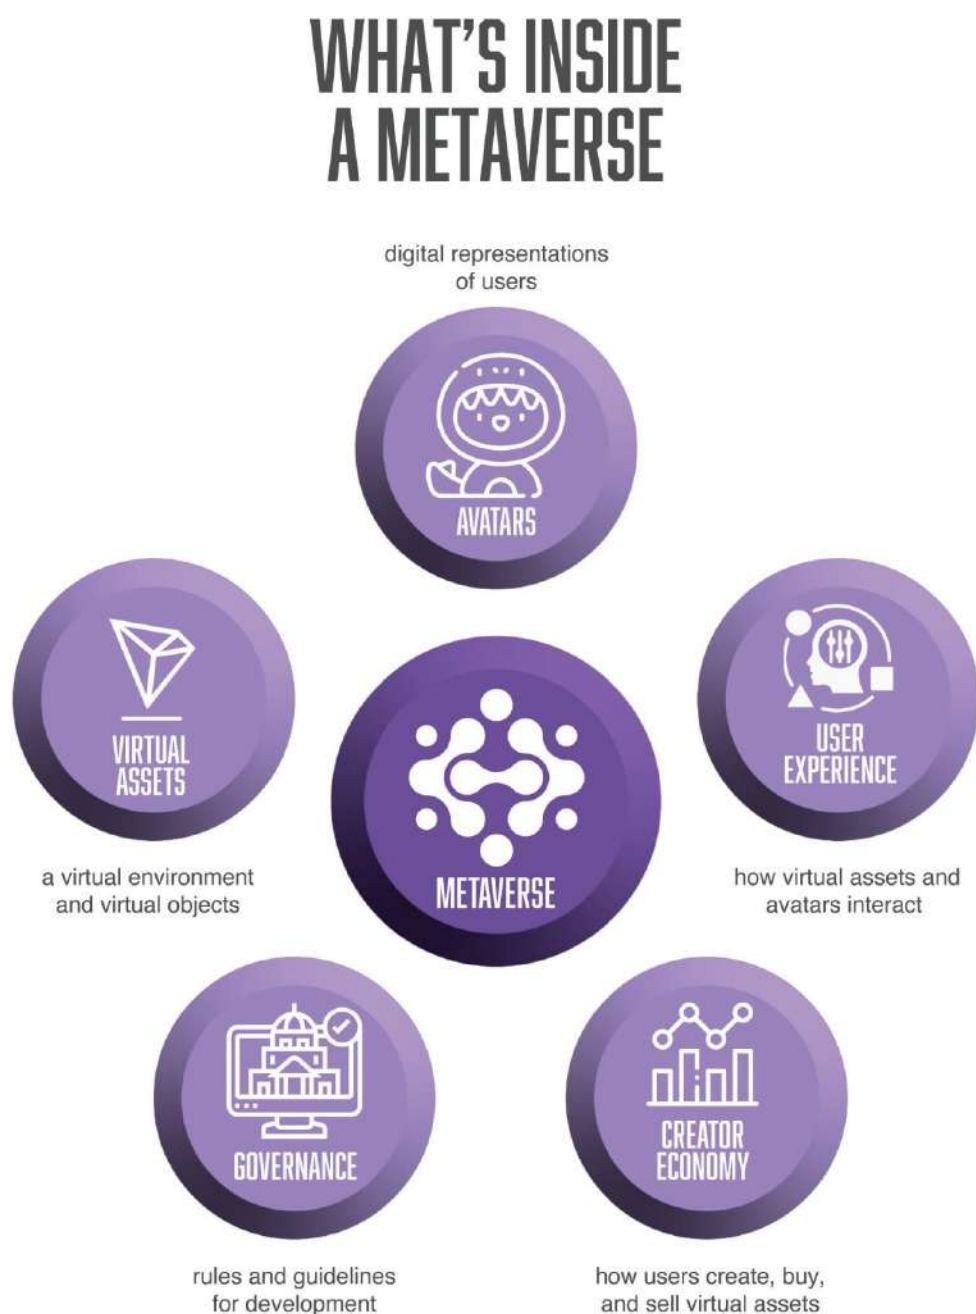 WHAT'S INSIDE
A METAVERSE
digital representations
of users
AVATARS
VIRTUAL
ASSETS
a virtual environment
and virtual objects
USER
EXPERIENCE
how virtual assets and
avatars interact
METAVERSE
GOVERNANCE
rules and guidelines
for development
CREATOR
ECONOMY
how users create, buy,
and sell virtual assets